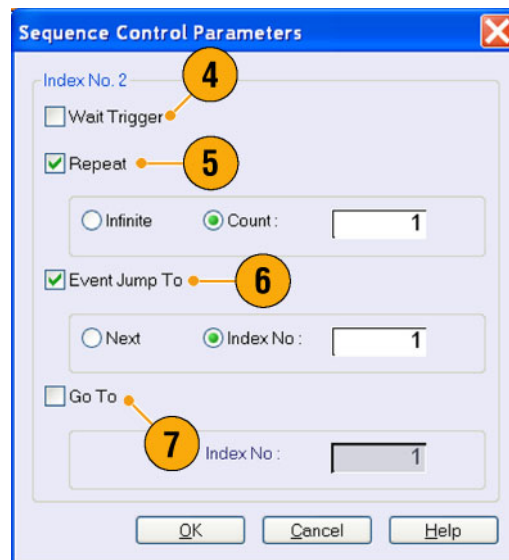 Sequence Control Parameters
Index No. 2
4
Wait Trigger
5
Repeat
Infinite Count : 1
6
Event Jump To
Next Index No : 1
Go To
7
Index No : 1
OK Cancel Help